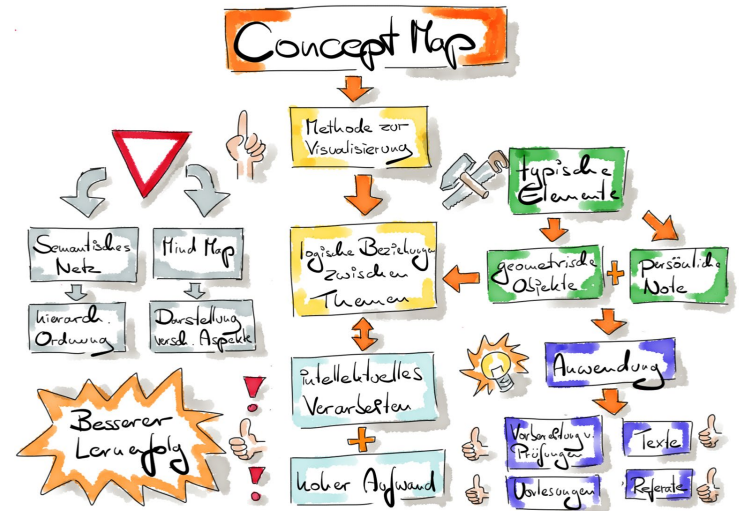 Concept Map
Methode zur
Visualisierung
typische
Elemente
Semantisches
Netz
Mind Map
logische Beziehungen
zwischen
Themen
geometrische
Objekte
+
persönliche
Note
hierarch.
Ordnung
Darstellung
versch. Aspekte
intellektuelles
Verarbeiten
Anwendung
Besserer
Lernerfolg
+
hoher Aufwand
Vorbereitung v.
Prüfungen
Texte
Vorlesungen
Referate